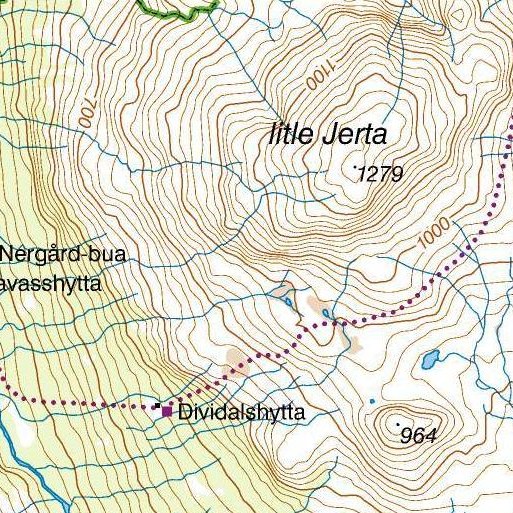 700
1100
litle Jerta
1279
1000
Nergård-bua
avasshytta
Dividalshytta
964